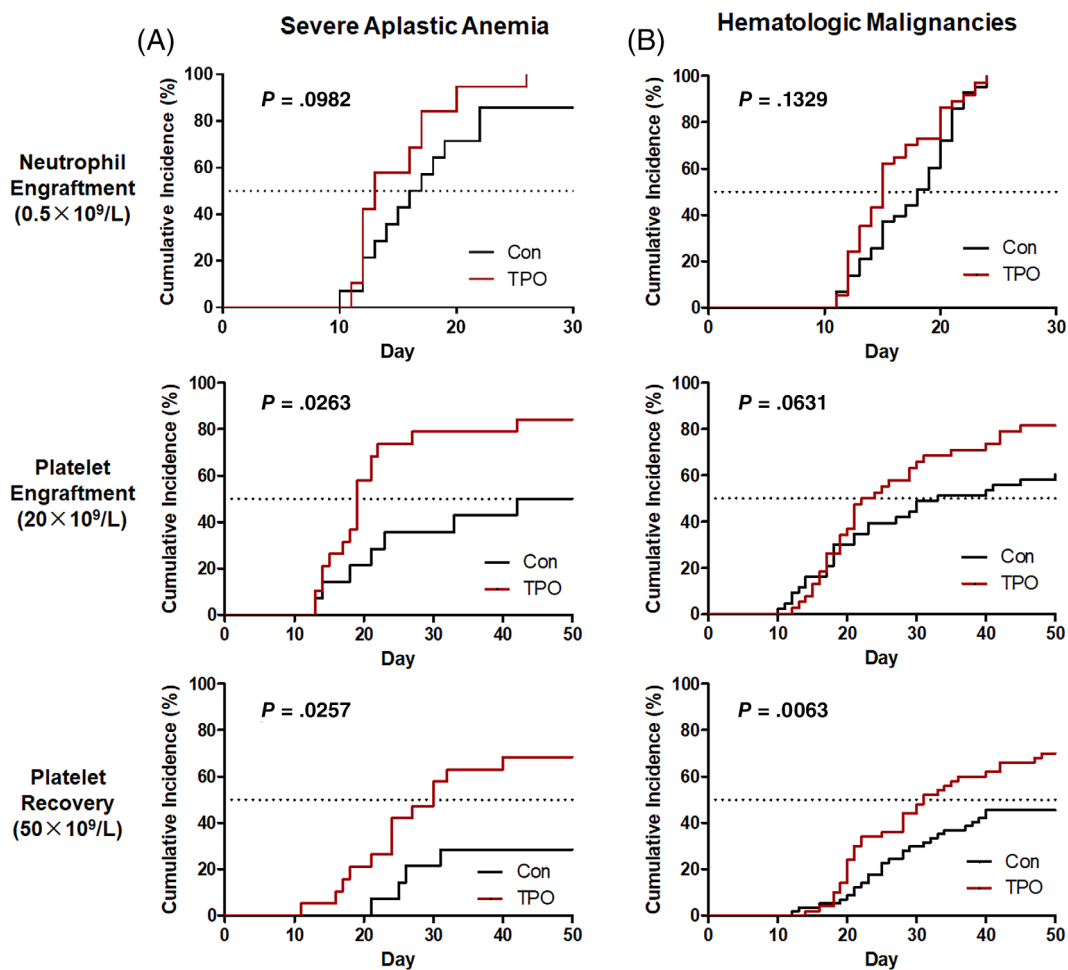 (A)
Severe Aplastic Anemia
(B)
Hematologic Malignancies
Neutrophil
Engraftment
(0.5×10⁹/L)
Cumulative Incidence (%)
100
80
60
40
20
0
P = .0982
Con
TPO
0 10 20 30
Day
Cumulative Incidence (%)
100
80
60
40
20
0
P = .1329
Con
TPO
0 10 20 30
Day
Platelet
Engraftment
(20×10⁹/L)
Cumulative Incidence (%)
100
80
60
40
20
0
P = .0263
Con
TPO
0 10 20 30 40 50
Day
Cumulative Incidence (%)
100
80
60
40
20
0
P = .0631
Con
TPO
0 10 20 30 40 50
Day
Platelet
Recovery
(50×10⁹/L)
Cumulative Incidence (%)
100
80
60
40
20
0
P = .0257
Con
TPO
0 10 20 30 40 50
Day
Cumulative Incidence (%)
100
80
60
40
20
0
P = .0063
Con
TPO
0 10 20 30 40 50
Day